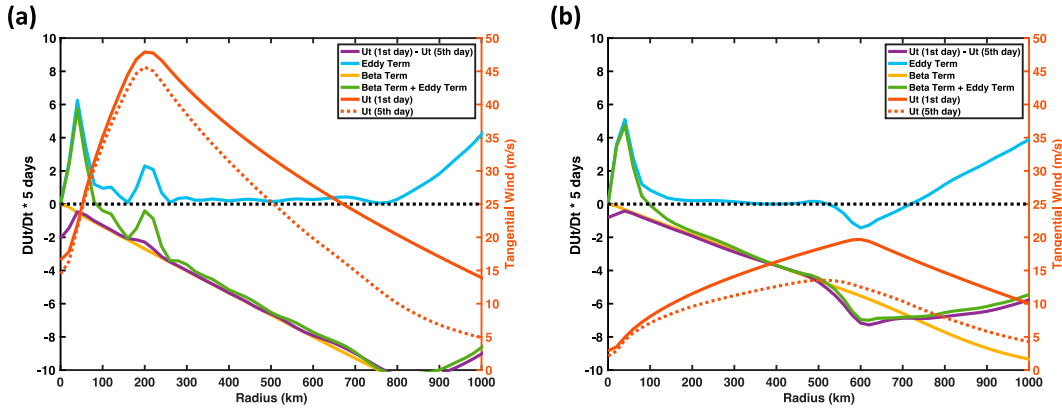 (a)
10
8
6
4
2
0
-2
-4
-6
-8
-10
DUt/Dt * 5 days
0 100 200 300 400 500 600 700 800 900 1000
Radius (km)
50
45
40
35
30
25
20
15
10
5
0
Tangential Wind (m/s)
Ut (1st day) - Ut (5th day)
Eddy Term
Beta Term
Beta Term + Eddy Term
Ut (1st day)
Ut (5th day)
(b)
10
8
6
4
2
0
-2
-4
-6
-8
-10
DUt/Dt * 5 days
0 100 200 300 400 500 600 700 800 900 1000
Radius (km)
50
45
40
35
30
25
20
15
10
5
0
Tangential Wind (m/s)
Ut (1st day) - Ut (5th day)
Eddy Term
Beta Term
Beta Term + Eddy Term
Ut (1st day)
Ut (5th day)